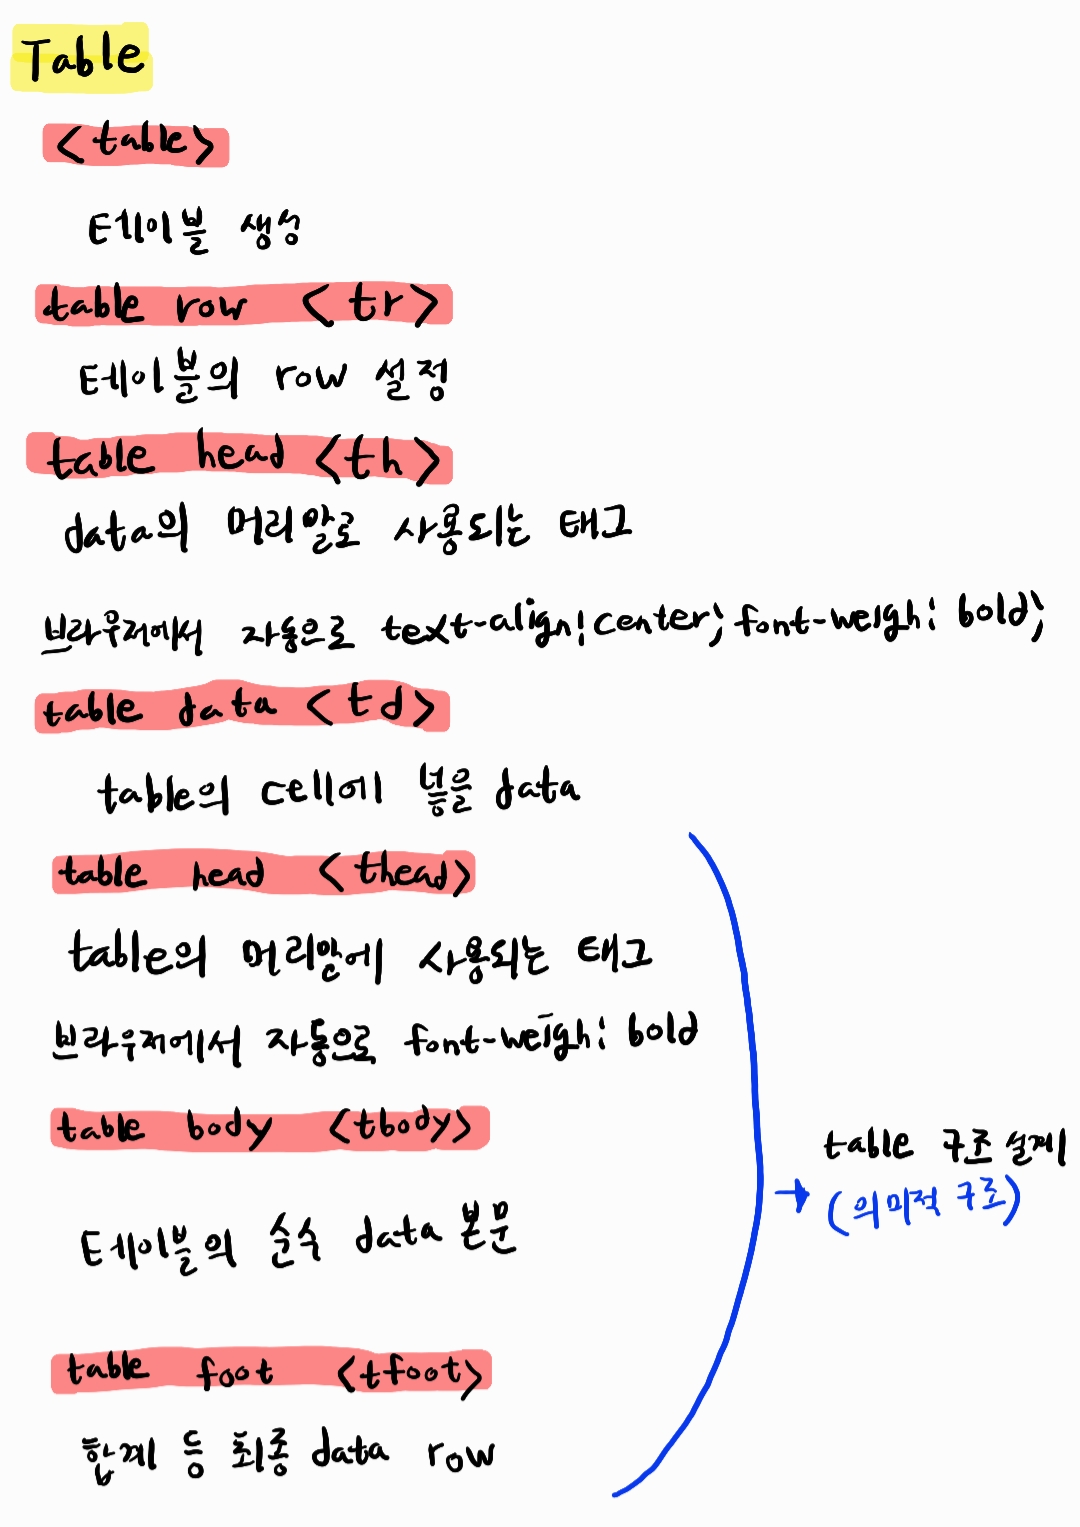 Table
<table>
테이블 생성
table row <tr>
테이블의 row 설정
table head <th>
data의 머리말로 사용되는 태그
브라우저에서 자동으로 text-align: center; font-weigh: bold;
table data <td>
table의 cell에 넣을 data
table head <thead>
table의 머리말에 사용되는 태그
브라우저에서 자동으로 font-weigh: bold
table body <tbody>
테이블의 순수 data 본문
table 구조 설계
(의미적 구조)
table foot <tfoot>
합계 등 최종 data row